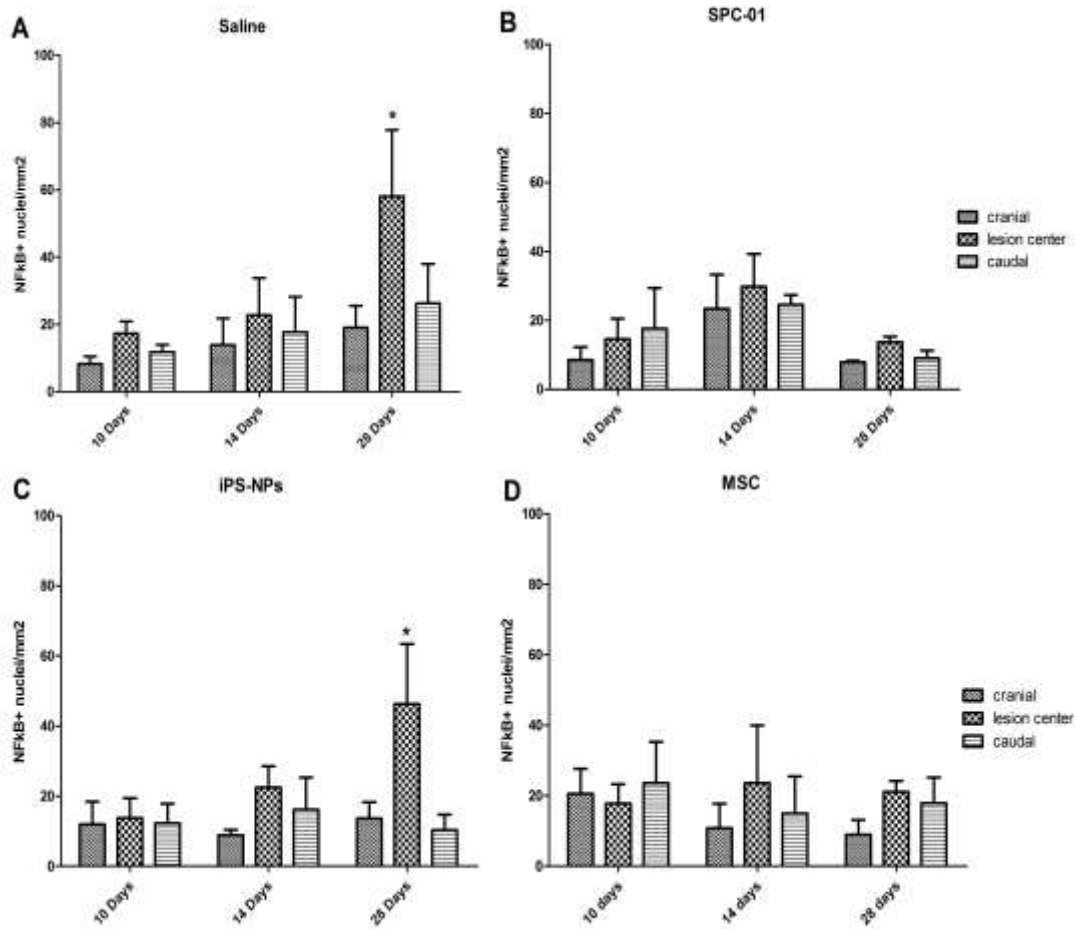 A
Saline
100
80
60
40
20
0
NFkB+ nuclei/mm2
*
10 Days
14 Days
28 Days
B
SPC-01
100
80
60
40
20
0
NFkB+ nuclei/mm2
10 Days
14 Days
28 Days
cranial
lesion center
caudal
C
iPS-NPs
100
80
60
40
20
0
NFkB+ nuclei/mm2
*
10 Days
14 Days
28 Days
D
MSC
100
80
60
40
20
0
NFkB+ nuclei/mm2
10 days
14 days
28 days
cranial
lesion center
caudal